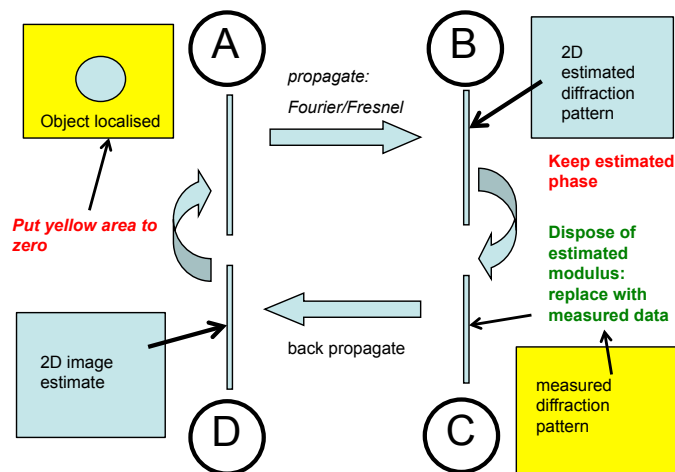 A
B
propagate:
Fourier/Fresnel
2D
estimated
diffraction
pattern
Object localised
Keep estimated
phase
Put yellow area to
zero
Dispose of
estimated
modulus:
replace with
measured data
2D image
estimate
back propagate
measured
diffraction
pattern
D
C